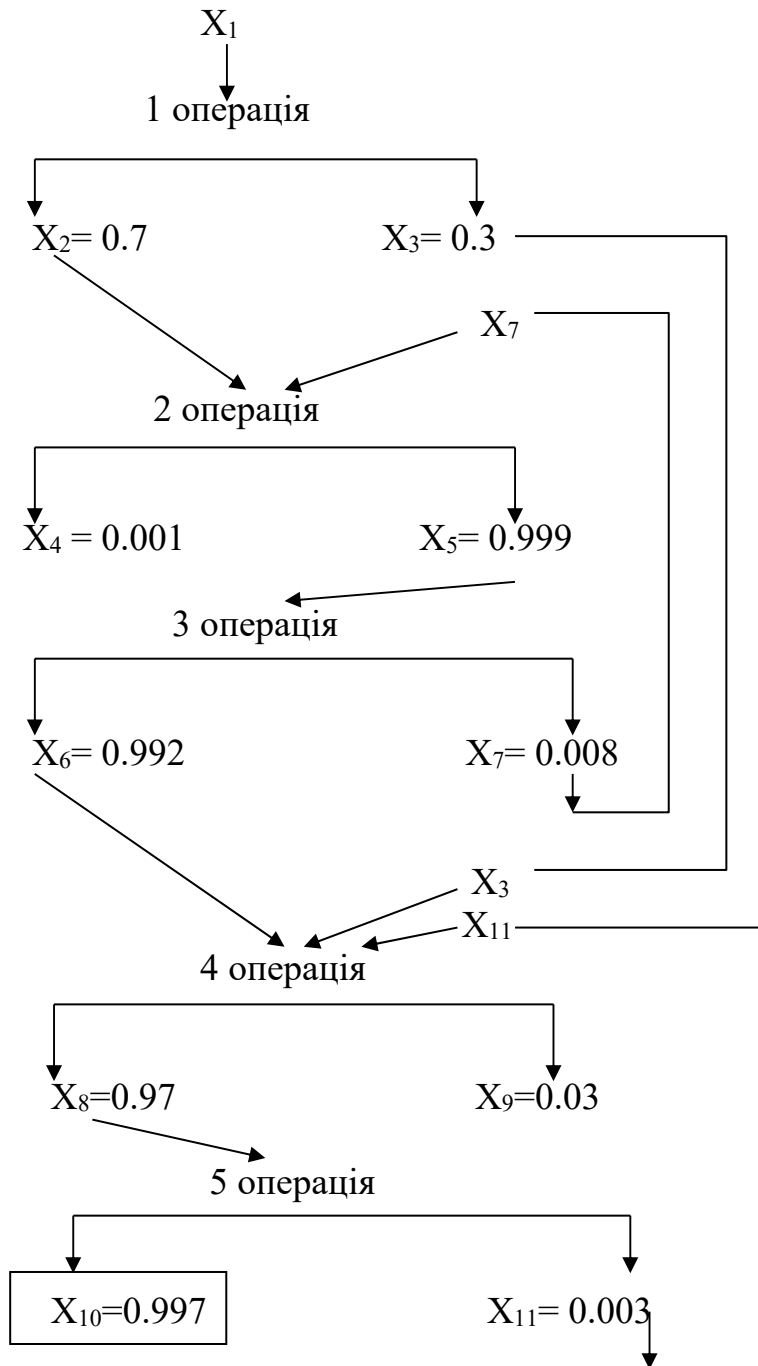 X₁
1 операція
X₂= 0.7 X₃= 0.3
X₇
2 операція
X₄ = 0.001 X₅= 0.999
3 операція
X₆= 0.992 X₇= 0.008
X₃
X₁₁
4 операція
X₈=0.97 X₉=0.03
5 операція
X₁₀=0.997 X₁₁= 0.003